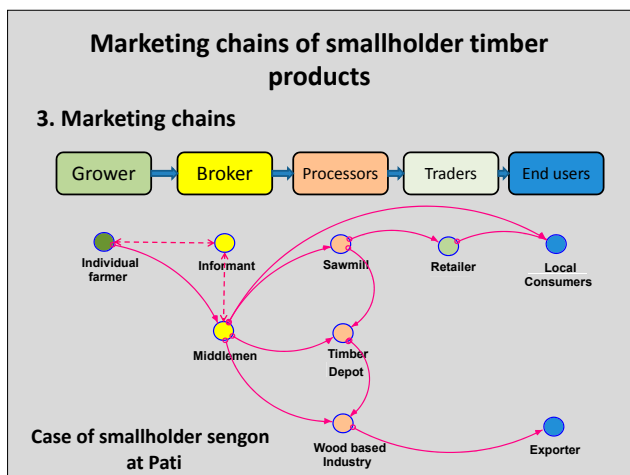 Marketing chains of smallholder timber
products
3. Marketing chains
Grower
Broker
Processors
Traders
End users
Individual
farmer
Informant
Sawmill
Retailer
Local
Consumers
Middlemen
Timber
Depot
Wood based
Industry
Exporter
Case of smallholder sengon
at Pati